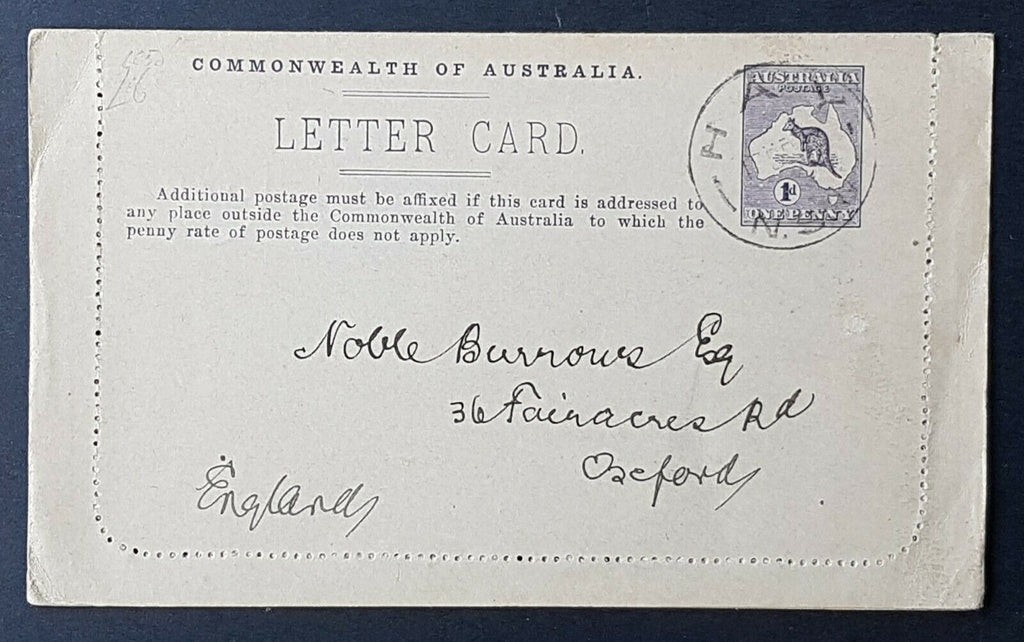 COMMONWEALTH OF AUSTRALIA.
LETTER CARD.
Additional postage must be affixed if this card is addressed to
any place outside the Commonwealth of Australia to which the
penny rate of postage does not apply.
AUSTRALIA
POSTAGE
1d
ONE PENNY
H
N.S.
Noble Burrows Esq
36 Fairacres Rd
Oxford
England